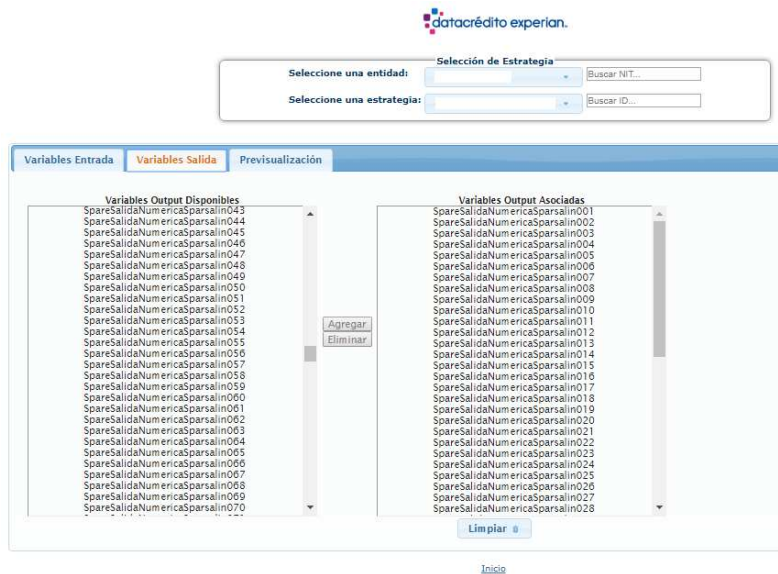 datacrédito experian.
Selección de Estrategia
Seleccione una entidad:
Buscar NIT...
Seleccione una estrategia:
Buscar ID...
Variables Entrada
Variables Salida
Previsualización
Variables Output Disponibles
SpareSalidaNumericaSparsalin043
SpareSalidaNumericaSparsalin044
SpareSalidaNumericaSparsalin045
SpareSalidaNumericaSparsalin046
SpareSalidaNumericaSparsalin047
SpareSalidaNumericaSparsalin048
SpareSalidaNumericaSparsalin049
SpareSalidaNumericaSparsalin050
SpareSalidaNumericaSparsalin051
SpareSalidaNumericaSparsalin052
SpareSalidaNumericaSparsalin053
SpareSalidaNumericaSparsalin054
SpareSalidaNumericaSparsalin055
SpareSalidaNumericaSparsalin056
SpareSalidaNumericaSparsalin057
SpareSalidaNumericaSparsalin058
SpareSalidaNumericaSparsalin059
SpareSalidaNumericaSparsalin060
SpareSalidaNumericaSparsalin061
SpareSalidaNumericaSparsalin062
SpareSalidaNumericaSparsalin063
SpareSalidaNumericaSparsalin064
SpareSalidaNumericaSparsalin065
SpareSalidaNumericaSparsalin066
SpareSalidaNumericaSparsalin067
SpareSalidaNumericaSparsalin068
SpareSalidaNumericaSparsalin069
SpareSalidaNumericaSparsalin070
Agregar
Eliminar
Variables Output Asociadas
SpareSalidaNumericaSparsalin001
SpareSalidaNumericaSparsalin002
SpareSalidaNumericaSparsalin003
SpareSalidaNumericaSparsalin004
SpareSalidaNumericaSparsalin005
SpareSalidaNumericaSparsalin006
SpareSalidaNumericaSparsalin007
SpareSalidaNumericaSparsalin008
SpareSalidaNumericaSparsalin009
SpareSalidaNumericaSparsalin010
SpareSalidaNumericaSparsalin011
SpareSalidaNumericaSparsalin012
SpareSalidaNumericaSparsalin013
SpareSalidaNumericaSparsalin014
SpareSalidaNumericaSparsalin015
SpareSalidaNumericaSparsalin016
SpareSalidaNumericaSparsalin017
SpareSalidaNumericaSparsalin018
SpareSalidaNumericaSparsalin019
SpareSalidaNumericaSparsalin020
SpareSalidaNumericaSparsalin021
SpareSalidaNumericaSparsalin022
SpareSalidaNumericaSparsalin023
SpareSalidaNumericaSparsalin024
SpareSalidaNumericaSparsalin025
SpareSalidaNumericaSparsalin026
SpareSalidaNumericaSparsalin027
SpareSalidaNumericaSparsalin028
Limpiar
Inicio